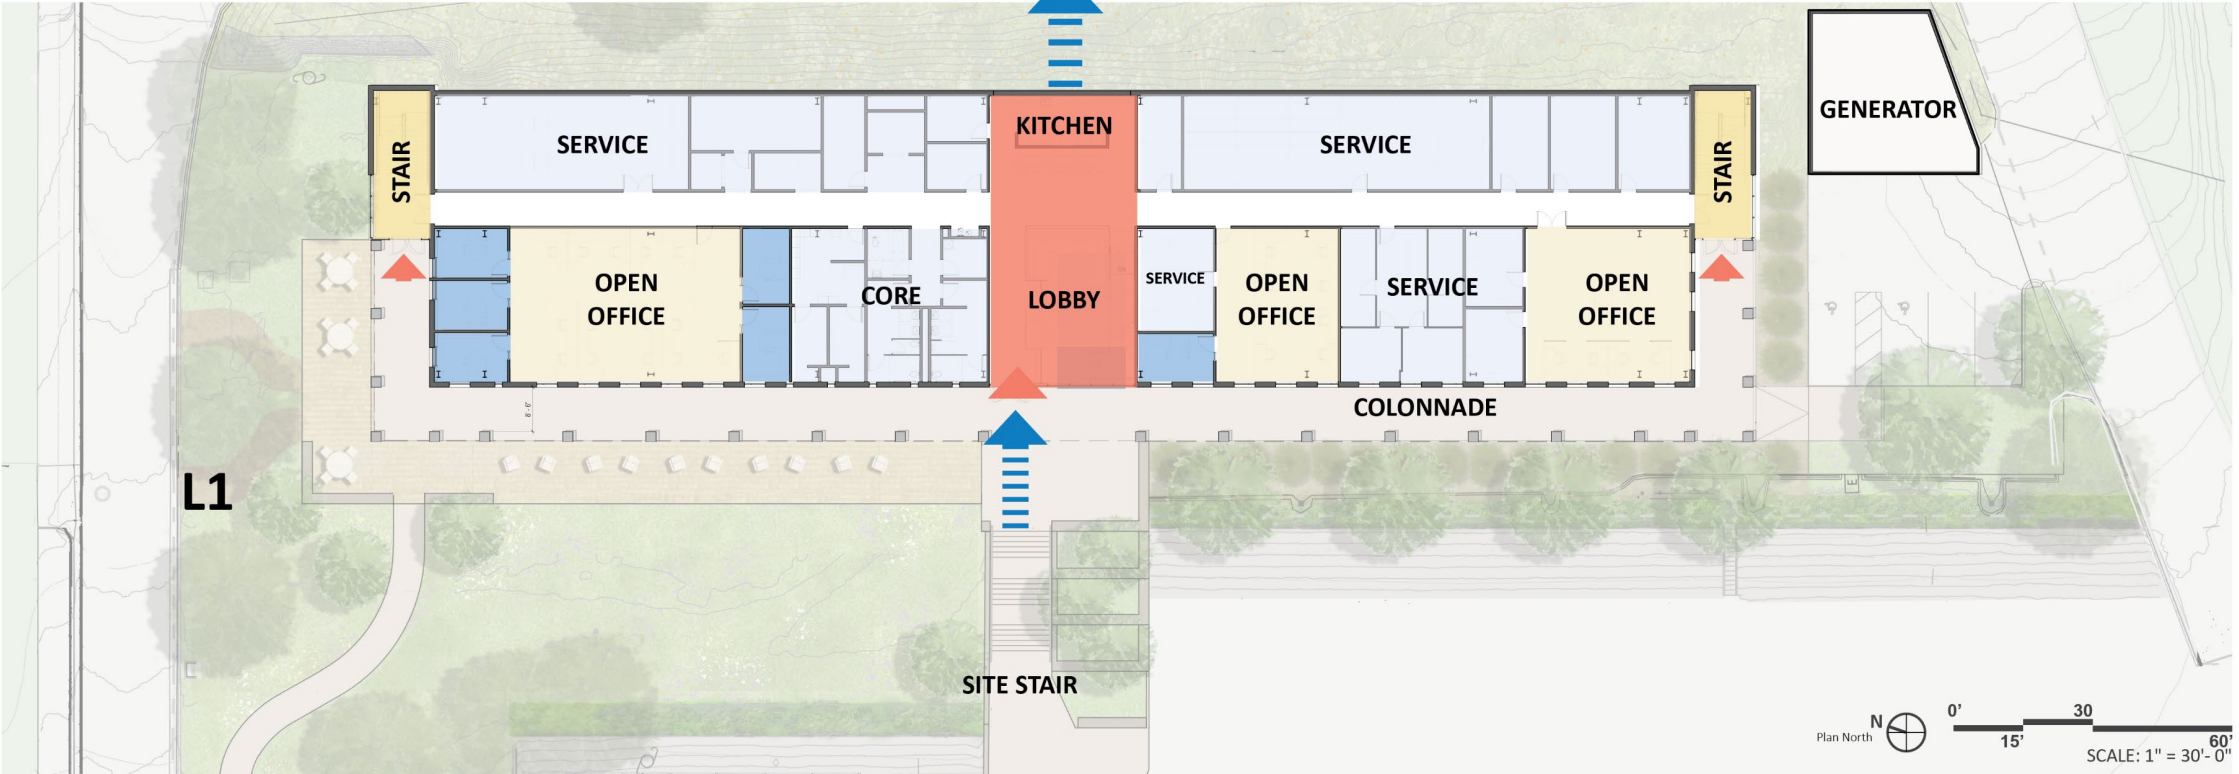 GENERATOR
KITCHEN
SERVICE
SERVICE
STAIR
STAIR
OPEN
OFFICE
CORE
LOBBY
SERVICE
OPEN
OFFICE
SERVICE
OPEN
OFFICE
COLONNADE
L1
E
SITE STAIR
N
Plan North
0' 30
15' 60'
SCALE: 1" = 30'- 0"